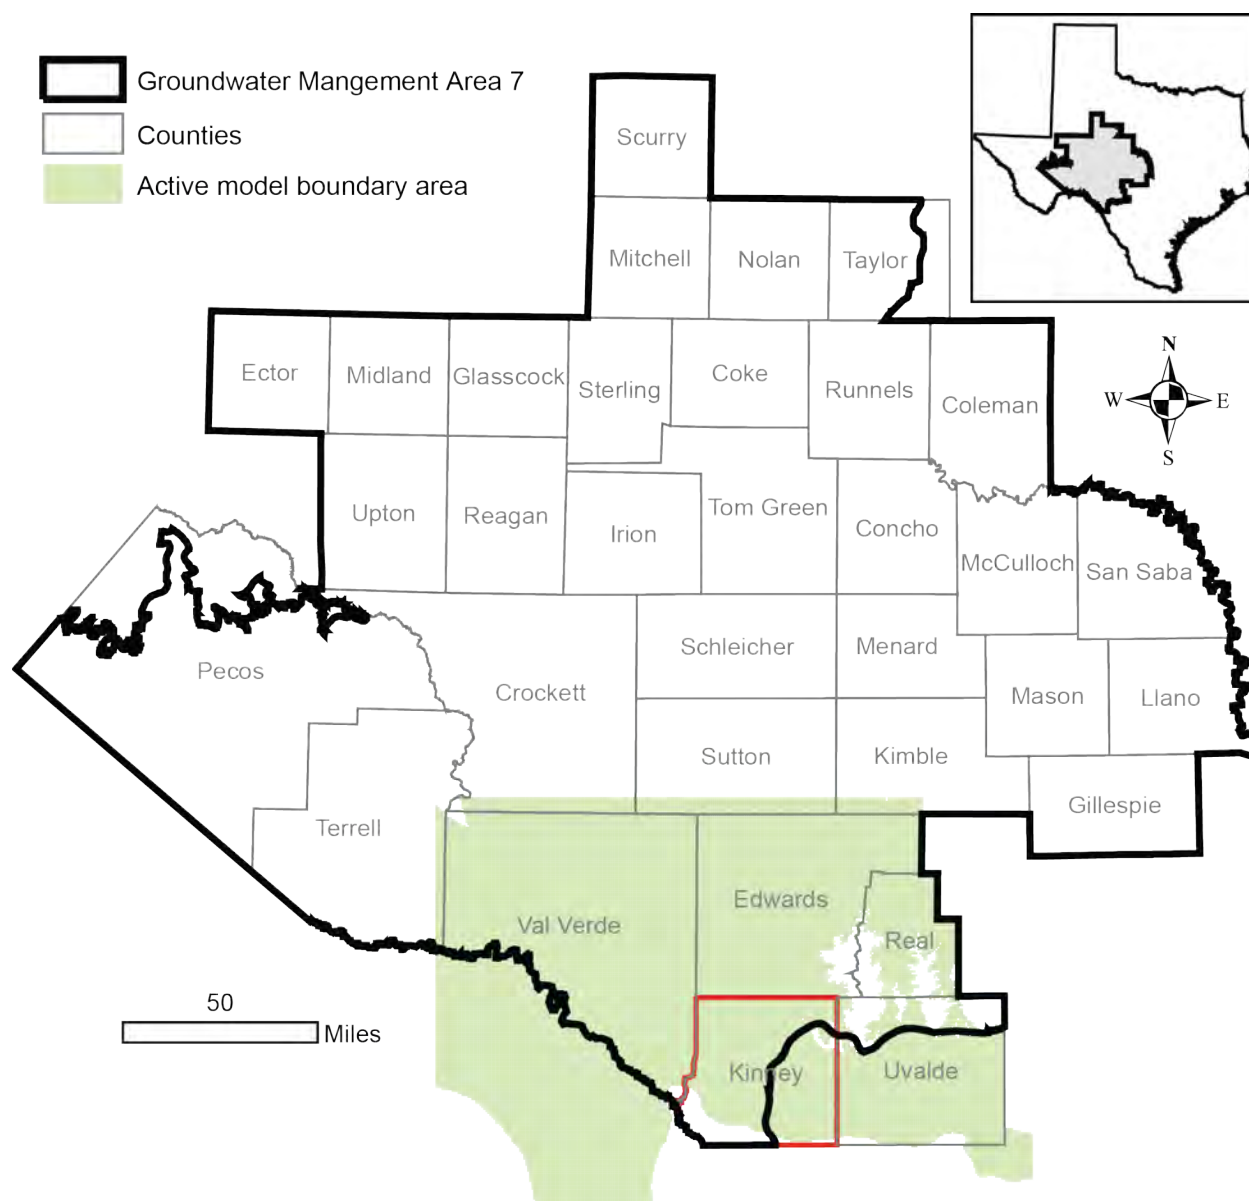 Groundwater Mangement Area 7
Counties
Active model boundary area
Scurry
Mitchell
Nolan
Taylor
Ector
Midland
Glasscock
Sterling
Coke
Runnels
Coleman
N
W
E
S
Upton
Reagan
Irion
Tom Green
Concho
McCulloch
San Saba
Pecos
Crockett
Schleicher
Menard
Mason
Llano
Sutton
Kimble
Gillespie
Terrell
Val Verde
Edwards
Real
50
Miles
Kinney
Uvalde